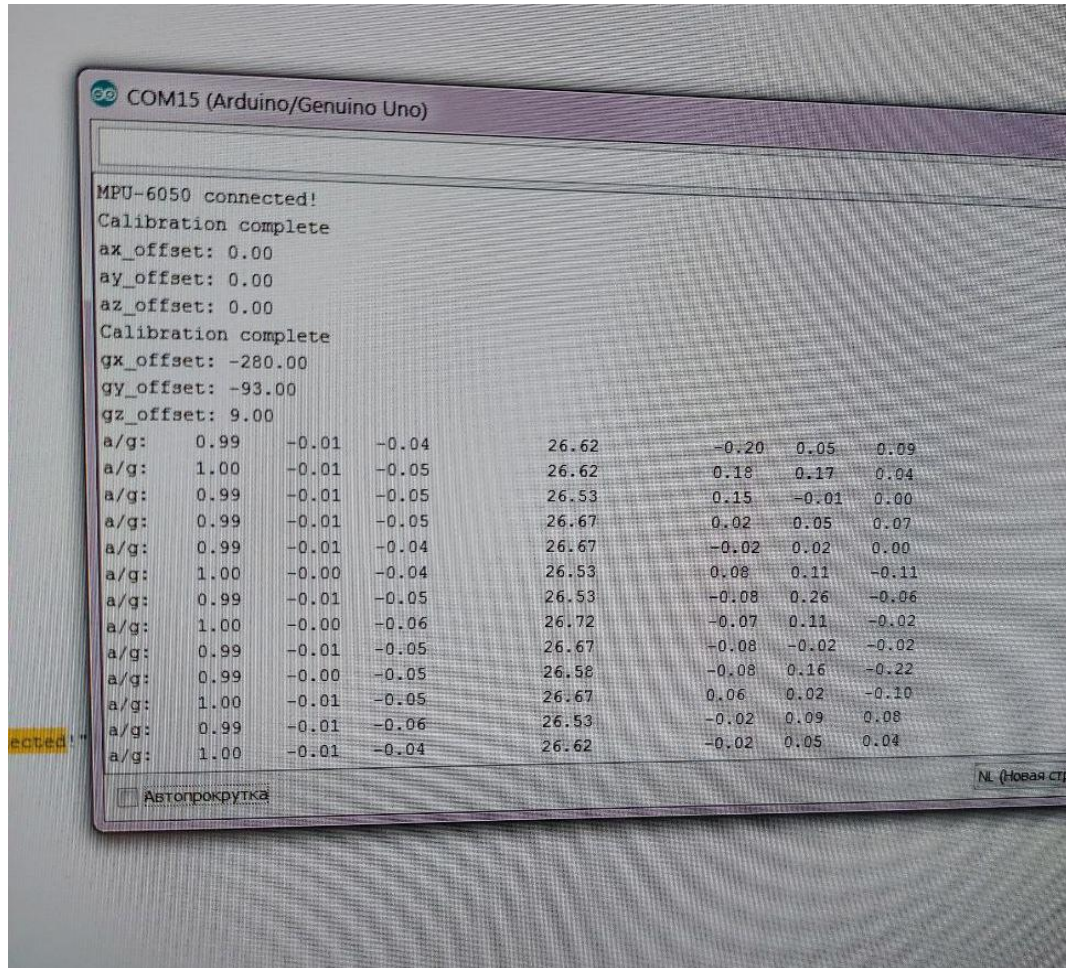 COM15 (Arduino/Genuino Uno)
MPU-6050 connected!
Calibration complete
ax_offset: 0.00
ay_offset: 0.00
az_offset: 0.00
Calibration complete
gx_offset: -280.00
gy_offset: -93.00
gz_offset: 9.00
a/g: 0.99 -0.01 -0.04 26.62 -0.20 0.05 0.09
a/g: 1.00 -0.01 -0.05 26.62 0.18 0.17 0.04
a/g: 0.99 -0.01 -0.05 26.53 0.15 -0.01 0.00
a/g: 0.99 -0.01 -0.05 26.67 0.02 0.05 0.07
a/g: 0.99 -0.01 -0.04 26.67 -0.02 0.02 0.00
a/g: 1.00 -0.00 -0.04 26.53 0.08 0.11 -0.11
a/g: 0.99 -0.01 -0.05 26.53 -0.08 0.26 -0.06
a/g: 1.00 -0.00 -0.06 26.72 -0.07 0.11 -0.02
a/g: 0.99 -0.01 -0.05 26.67 -0.08 -0.02 -0.02
a/g: 0.99 -0.00 -0.05 26.58 -0.08 0.16 -0.22
a/g: 1.00 -0.01 -0.05 26.67 0.06 0.02 -0.10
a/g: 0.99 -0.01 -0.06 26.53 -0.02 0.09 0.08
ected!"
a/g: 1.00 -0.01 -0.04 26.62 -0.02 0.05 0.04
Автопрокрутка
NL (Новая стр